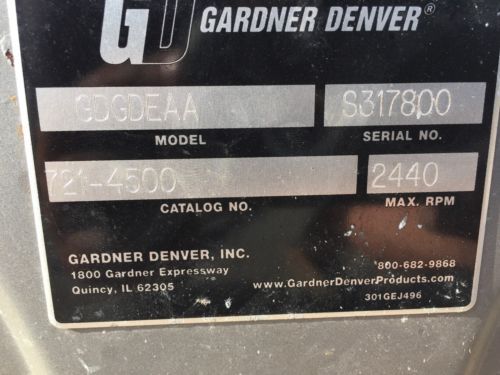 GD GARDNER DENVER®
GDGDEAA S317800
MODEL SERIAL NO.
721-4500 2440
CATALOG NO. MAX. RPM
GARDNER DENVER, INC.
1800 Gardner Expressway 800-682-9868
Quincy, IL 62305 www.GardnerDenverProducts.com
301GEJ496